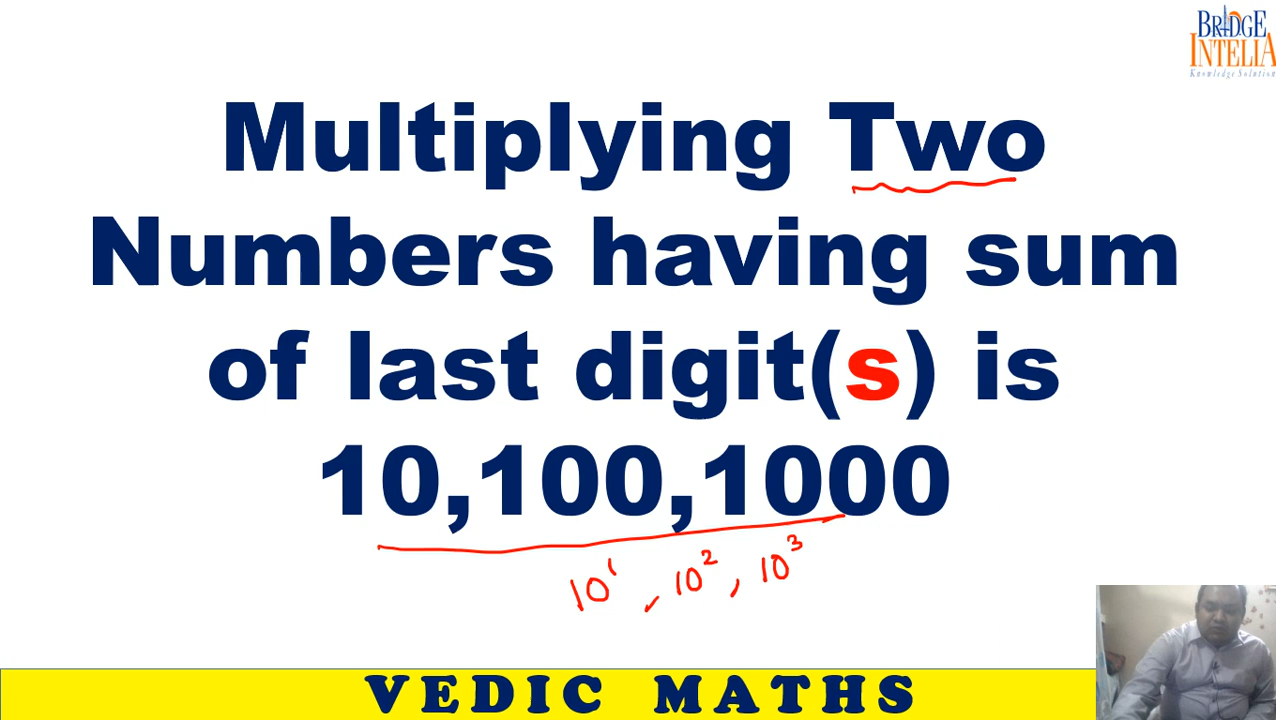 BRIDGE
INTELIA
Knowledge Solution
Multiplying Two
Numbers having sum
of last digit(s) is
10,100,1000
10¹, 10², 10³
VEDIC MATHS